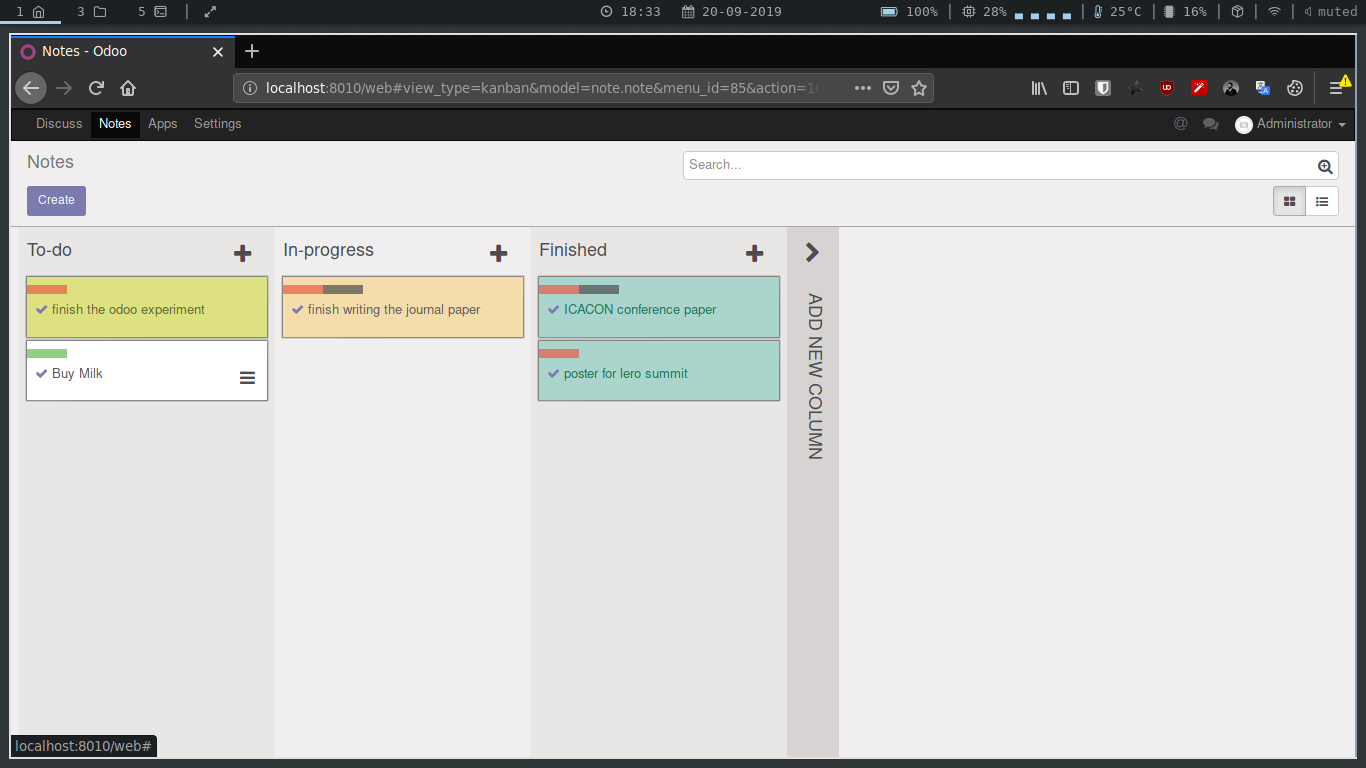 1 3 5 18:33 20-09-2019 100% 28% 25°C 16% muted
Notes - Odoo
localhost:8010/web#view_type=kanban&model=note.note&menu_id=85&action=1
Discuss Notes Apps Settings Administrator
Notes
Search...
Create
To-do
In-progress
Finished
finish the odoo experiment
Buy Milk
finish writing the journal paper
ICACON conference paper
poster for lero summit
ADD NEW COLUMN
localhost:8010/web#